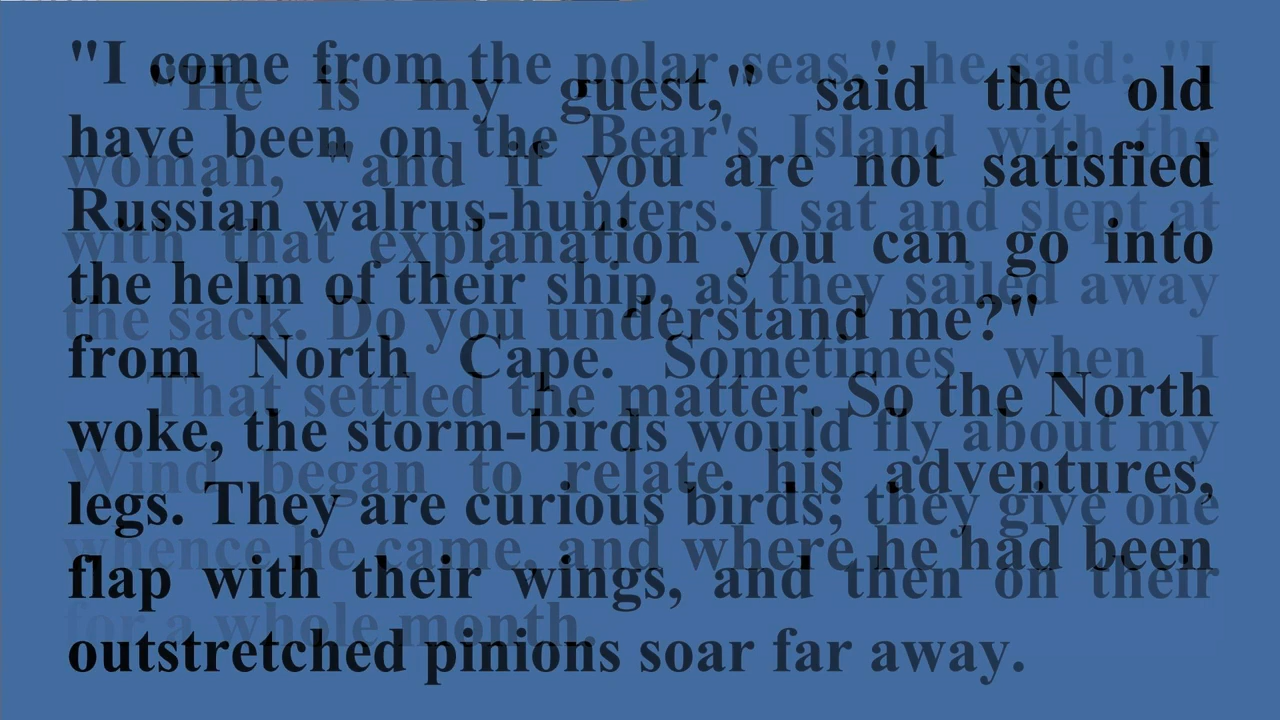 "I come from the polar seas," he said: "I
have been on the Bear's Island with the
Russian walrus-hunters. I sat and slept at
the helm of their ship, as they sailed away
from North Cape. Sometimes when I
woke, the storm-birds would fly about my
legs. They are curious birds; they give one
flap with their wings, and then on their
outstretched pinions soar far away.
"He is my guest," said the old
woman, "and if you are not satisfied
with that explanation you can go into
the sack. Do you understand me?"
That settled the matter. So the North
Wind began to relate his adventures,
whence he came, and where he had been
for a whole month.